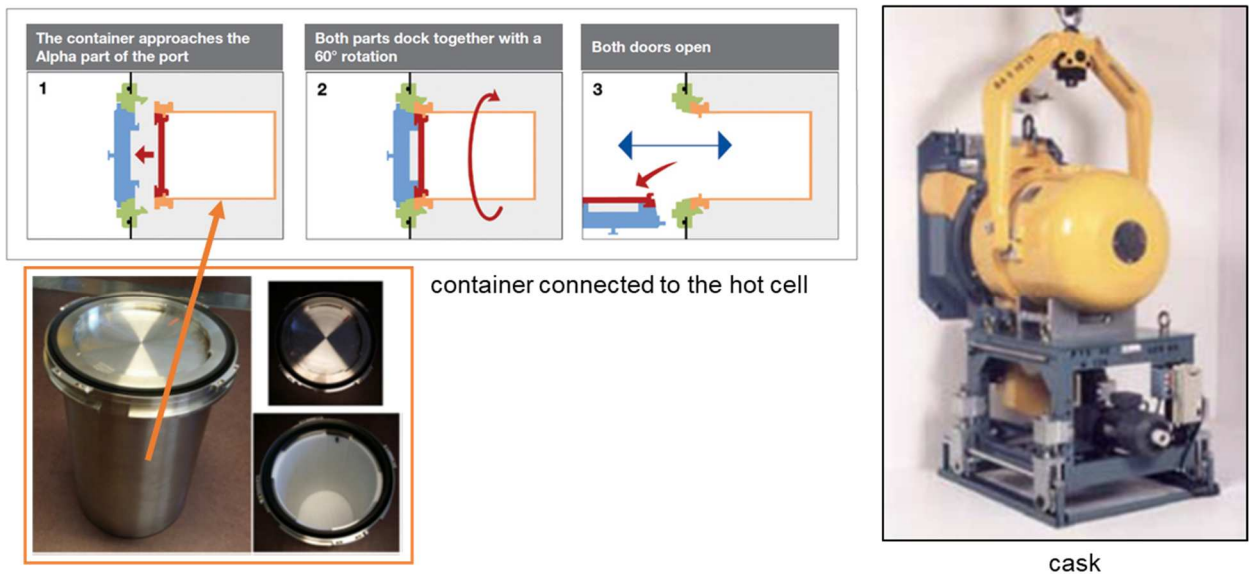 The container approaches the
Alpha part of the port
Both parts dock together with a
60° rotation
Both doors open
1
2
3
container connected to the hot cell
cask